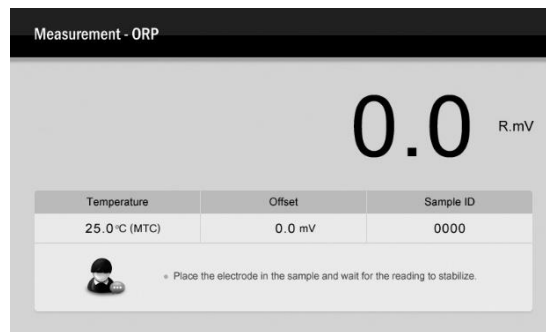 Measurement - ORP
0.0 R.mV
Temperature Offset Sample ID
25.0 °C (MTC) 0.0 mV 0000
Place the electrode in the sample and wait for the reading to stabilize.